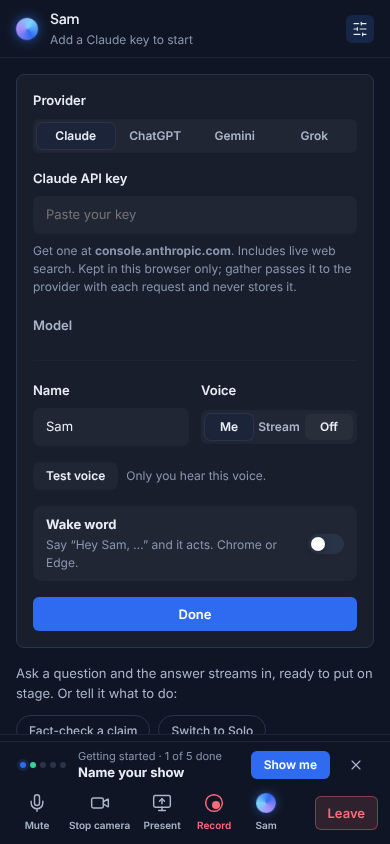 Sam
Add a Claude key to start
Provider
Claude ChatGPT Gemini Grok
Claude API key
Paste your key
Get one at console.anthropic.com. Includes live web
search. Kept in this browser only; gather passes it to the
provider with each request and never stores it.
Model
Name Voice
Sam Me Stream Off
Test voice Only you hear this voice.
Wake word
Say “Hey Sam, …” and it acts. Chrome or
Edge.
Done
Ask a question and the answer streams in, ready to put on
stage. Or tell it what to do:
Fact-check a claim Switch to Solo
Getting started · 1 of 5 done
Name your show
Show me
Mute Stop camera Present Record Sam Leave